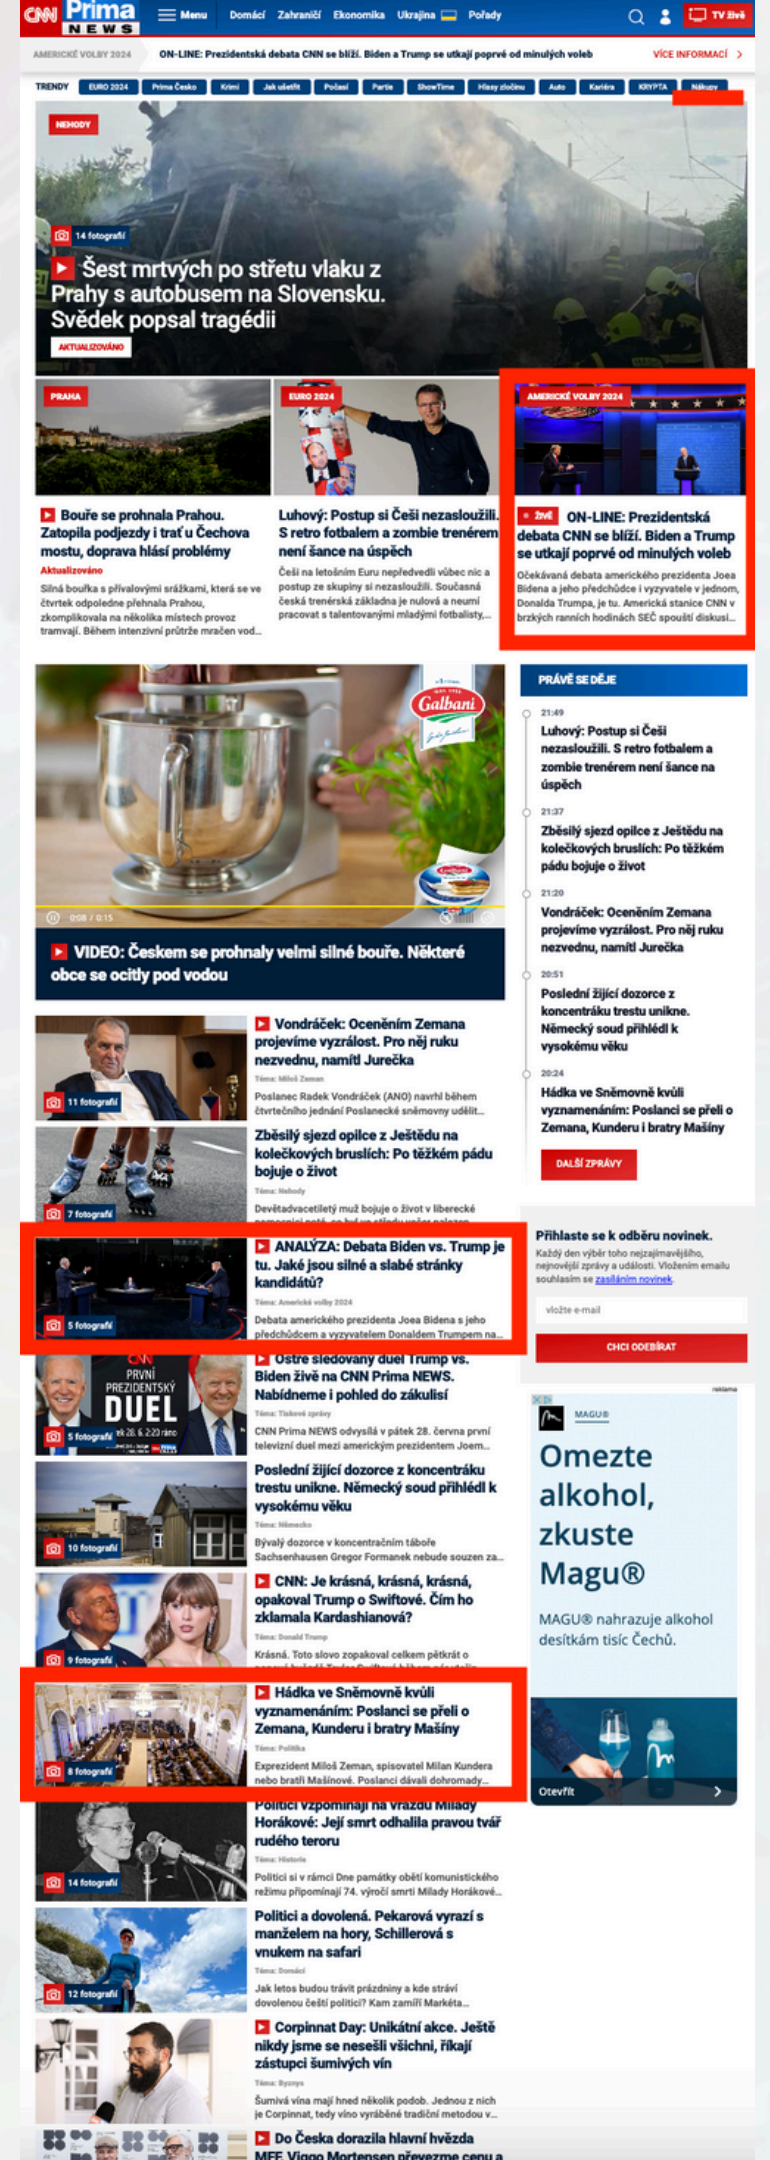 CNN Prima NEWS
Menu Domácí Zahraničí Ekonomika Ukrajina Pořady TV živě
AMERICKÉ VOLBY 2024 ON-LINE: Prezidentská debata CNN se blíží. Biden a Trump se utkají poprvé od minulých voleb VÍCE INFORMACÍ
TRENDY EURO 2024 Prima Česko Krimi Jak ušetřit Počasí Partie ShowTime Hlasy zločinu Auto Kariéra KRYPTA Nákupy
NEHODY
14 fotografií
Šest mrtvých po střetu vlaku z
Prahy s autobusem na Slovensku.
Svědek popsal tragédii
AKTUALIZOVÁNO
PRAHA
Bouře se prohnala Prahou.
Zatopila podjezdy i trať u Čechova
mostu, doprava hlásí problémy
Aktualizováno
Silná bouřka s přívalovými srážkami, která se ve
čtvrtek odpoledne přehnala Prahou,
zkomplikovala na několika místech provoz
tramvají. Během intenzivní průtrže mračen vod...
EURO 2024
Luhový: Postup si Češi nezasloužili.
S retro fotbalem a zombie trenérem
není šance na úspěch
Češi na letošním Euru nepředvedli vůbec nic a
postup ze skupiny si nezasloužili. Současná
česká trenérská základna je nulová a neumí
pracovat s talentovanými mladými fotbalisty,...
AMERICKÉ VOLBY 2024
ŽIVĚ ON-LINE: Prezidentská
debata CNN se blíží. Biden a Trump
se utkají poprvé od minulých voleb
Očekávaná debata amerického prezidenta Joea
Bidena a jeho předchůdce i vyzyvatele v jednom,
Donalda Trumpa, je tu. Americká stanice CNN v
brzkých ranních hodinách SEČ spouští diskusi...
Galbani
0:08 / 0:15
VIDEO: Českem se prohnaly velmi silné bouře. Některé
obce se ocitly pod vodou
PRÁVĚ SE DĚJE
21:49
Luhový: Postup si Češi
nezasloužili. S retro fotbalem a
zombie trenérem není šance na
úspěch
21:37
Zběsilý sjezd opilce z Ještědu na
kolečkových bruslích: Po těžkém
pádu bojuje o život
21:20
Vondráček: Oceněním Zemana
projevíme vyzrálost. Pro něj ruku
nezvednu, namítl Jurečka
20:51
Poslední žijící dozorce z
koncentráku trestu unikne.
Německý soud přihlédl k
vysokému věku
20:24
Hádka ve Sněmovně kvůli
vyznamenáním: Poslanci se přeli o
Zemana, Kunderu i bratry Mašíny
DALŠÍ ZPRÁVY
11 fotografií
Vondráček: Oceněním Zemana
projevíme vyzrálost. Pro něj ruku
nezvednu, namítl Jurečka
Téma: Miloš Zeman
Poslanec Radek Vondráček (ANO) navrhl během
čtvrtečního jednání Poslanecké sněmovny udělit...
7 fotografií
Zběsilý sjezd opilce z Ještědu na
kolečkových bruslích: Po těžkém pádu
bojuje o život
Téma: Nehody
Devětadvacetiletý muž bojuje o život v liberecké
5 fotografií
ANALÝZA: Debata Biden vs. Trump je
tu. Jaké jsou silné a slabé stránky
kandidátů?
Téma: Americké volby 2024
Debata amerického prezidenta Joea Bidena s jeho
předchůdcem a vyzyvatelem Donaldem Trumpem na...
CNN
PRVNÍ
PREZIDENTSKÝ
DUEL
5 fotografií
28. 6. 2:20 ráno
Ostře sledovaný duel Trump vs.
Biden živě na CNN Prima NEWS.
Nabídneme i pohled do zákulisí
Téma: Tiskové zprávy
CNN Prima NEWS odvysílá v pátek 28. června první
televizní duel mezi americkým prezidentem Joem...
10 fotografií
Poslední žijící dozorce z koncentráku
trestu unikne. Německý soud přihlédl k
vysokému věku
Téma: Německo
Bývalý dozorce v koncentračním táboře
Sachsenhausen Gregor Formanek nebude souzen za...
9 fotografií
CNN: Je krásná, krásná, krásná,
opakoval Trump o Swiftové. Čím ho
zklamala Kardashianová?
Téma: Donald Trump
Krásná. Toto slovo zopakoval celkem pětkrát o
8 fotografií
Hádka ve Sněmovně kvůli
vyznamenáním: Poslanci se přeli o
Zemana, Kunderu i bratry Mašíny
Téma: Politika
Exprezident Miloš Zeman, spisovatel Milan Kundera
nebo bratři Mašínové. Poslanci dávali dohromady...
14 fotografií
Politici vzpomínají na vraždu Milady
Horákové: Její smrt odhalila pravou tvář
rudého teroru
Téma: Historie
Politici si v rámci Dne památky obětí komunistického
režimu připomínají 74. výročí smrti Milady Horákové...
12 fotografií
Politici a dovolená. Pekarová vyrazí s
manželem na hory, Schillerová s
vnukem na safari
Téma: Domácí
Jak letos budou trávit prázdniny a kde stráví
dovolenou čeští politici? Kam zamíří Markéta...
Corpinnat Day: Unikátní akce. Ještě
nikdy jsme se nesešli všichni, říkají
zástupci šumivých vín
Téma: Byznys
Šumivá vína mají hned několik podob. Jednou z nich
je Corpinnat, tedy víno vyráběné tradiční metodou v...
Do Česka dorazila hlavní hvězda
MFF. Viggo Mortensen převezme cenu a
Přihlaste se k odběru novinek.
Každý den výběr toho nejzajímavějšího,
nejnovější zprávy a události. Vložením emailu
souhlasím se zasíláním novinek.
vložte e-mail
CHCI ODEBÍRAT
reklama
MAGU®
Omezte
alkohol,
zkuste
Magu®
MAGU® nahrazuje alkohol
desítkám tisíc Čechů.
Otevřít